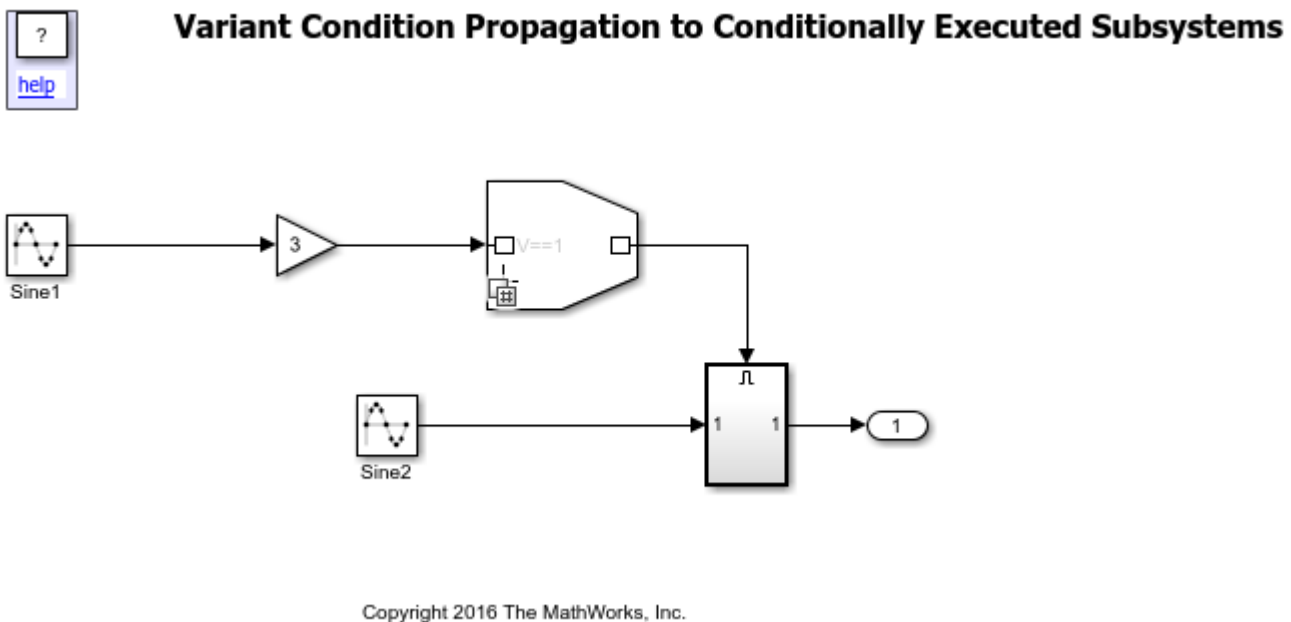 ?
help
Variant Condition Propagation to Conditionally Executed Subsystems
Sine1
3
V==1
Sine2
1
1
1
Copyright 2016 The MathWorks, Inc.